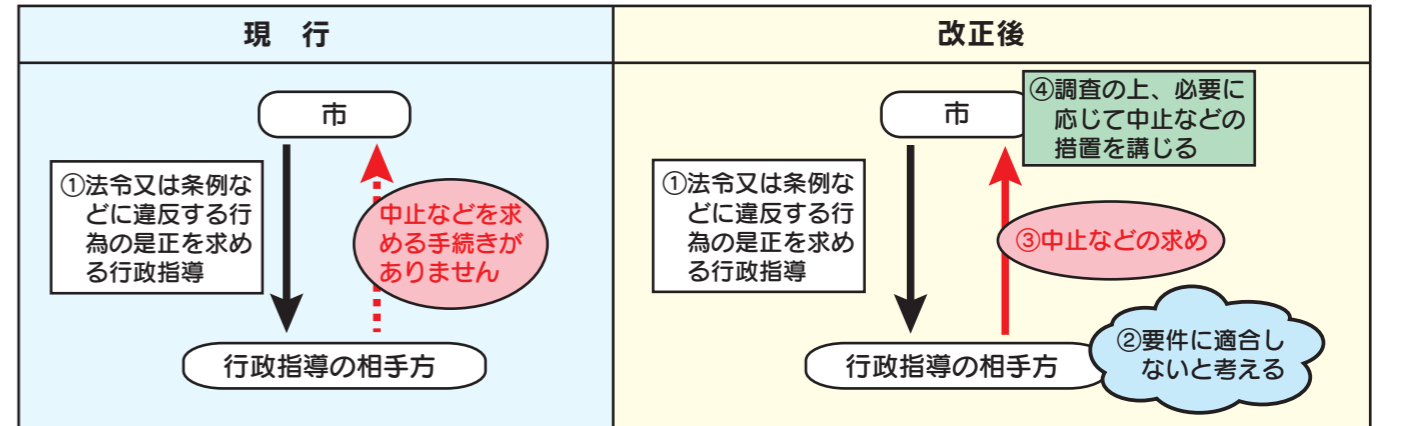 現　行
市
①法令又は条例な
どに違反する行
為の是正を求め
る行政指導
中止などを求
める手続きが
ありません
行政指導の相手方
改正後
市
④調査の上、必要に
応じて中止などの
措置を講じる
①法令又は条例な
どに違反する行
為の是正を求め
る行政指導
③中止などの求め
②要件に適合し
ないと考える
行政指導の相手方